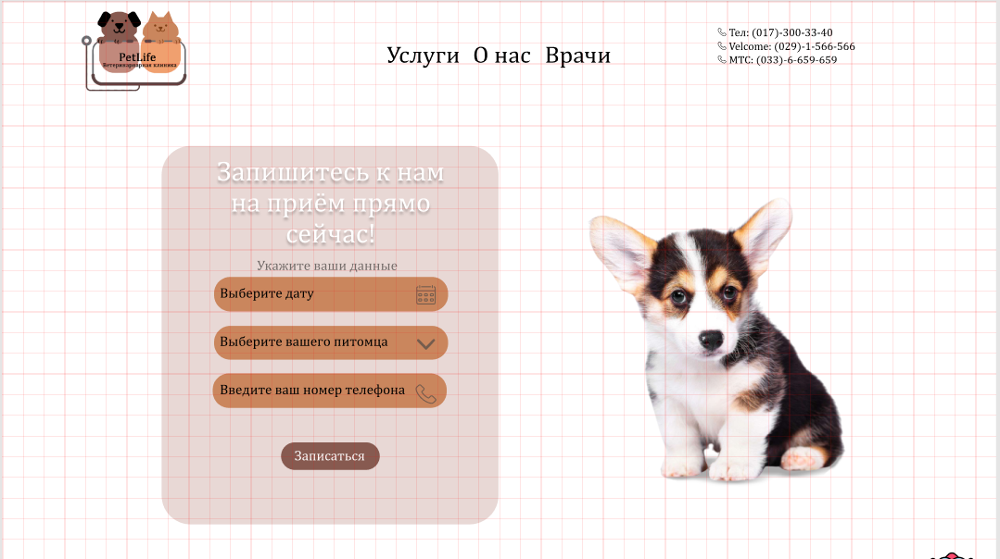 PetLife
Ветеринарная клиника
Услуги О нас Врачи
Тел: (017)-300-33-40
Velcome: (029)-1-566-566
МТС: (033)-6-659-659
Запишитесь к нам
на приём прямо
сейчас!
Укажите ваши данные
Выберите дату
Выберите вашего питомца
Введите ваш номер телефона
Записаться